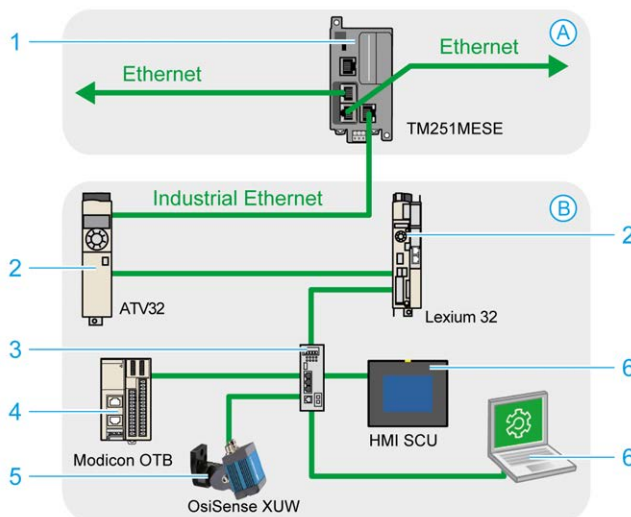 1
Ethernet
Ethernet
A
TM251MESE
Industrial Ethernet
B
2
ATV32
2
Lexium 32
3
4
Modicon OTB
6
HMI SCU
5
OsiSense XUW
6